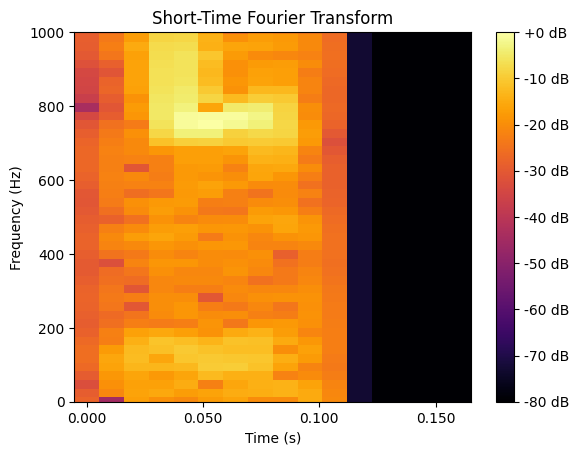 Short-Time Fourier Transform
1000
800
600
400
200
0
Frequency (Hz)
0.000
0.050
0.100
0.150
Time (s)
+0 dB
-10 dB
-20 dB
-30 dB
-40 dB
-50 dB
-60 dB
-70 dB
-80 dB